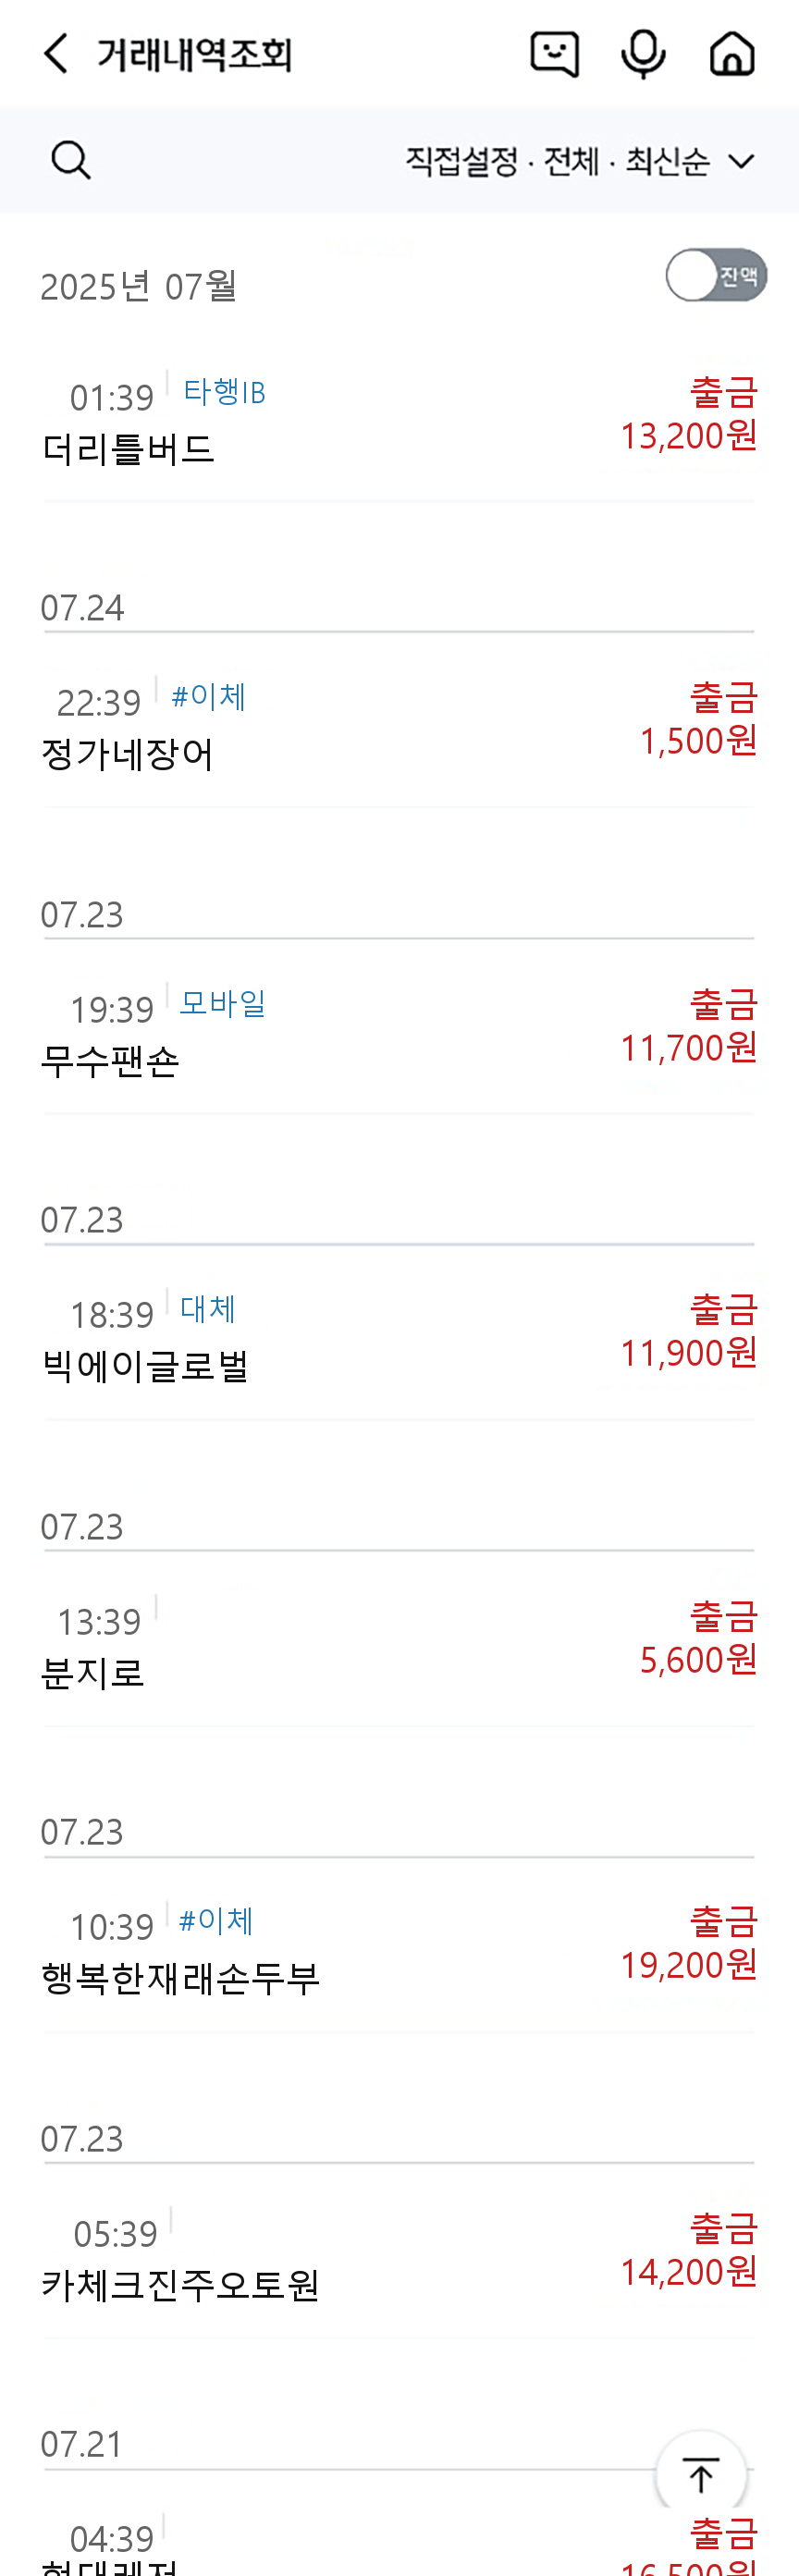 거래내역조회
직접설정 · 전체 · 최신순
2025년 07월
잔액
01:39 타행IB
출금
더리틀버드
13,200원
07.24
22:39 #이체
출금
정가네장어
1,500원
07.23
19:39 모바일
출금
무수팬숀
11,700원
07.23
18:39 대체
출금
빅에이글로벌
11,900원
07.23
13:39
출금
분지로
5,600원
07.23
10:39 #이체
출금
행복한재래손두부
19,200원
07.23
05:39
출금
카체크진주오토원
14,200원
07.21
04:39
출금
16,500원